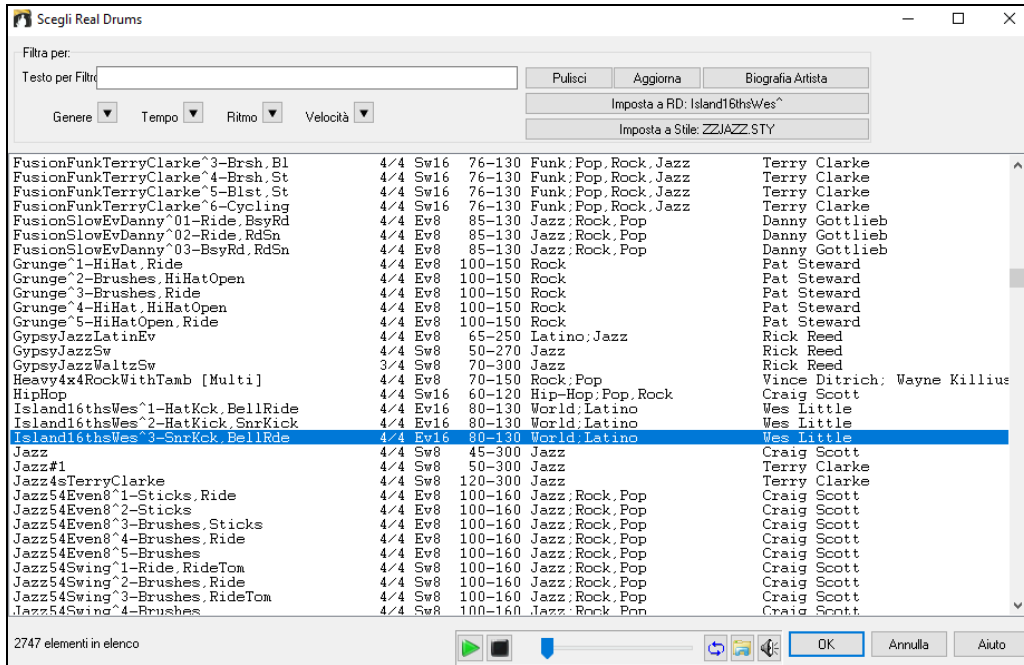 Scegli Real Drums
Filtra per:
Testo per Filtro
Pulisci Aggiorna Biografia Artista
Imposta a RD: Island16thsWes^
Genere Tempo Ritmo Velocità
Imposta a Stile: ZZJAZZ.STY
FusionFunkTerryClarke^3-Brsh,Bl 4/4 Sw16 76-130 Funk;Pop,Rock,Jazz Terry Clarke
FusionFunkTerryClarke^4-Brsh,St 4/4 Sw16 76-130 Funk;Pop,Rock,Jazz Terry Clarke
FusionFunkTerryClarke^5-Blst,St 4/4 Sw16 76-130 Funk;Pop,Rock,Jazz Terry Clarke
FusionFunkTerryClarke^6-Cycling 4/4 Sw16 76-130 Funk;Pop,Rock,Jazz Terry Clarke
FusionSlowEvDanny^01-Ride,BsyRd 4/4 Ev8 85-130 Jazz;Rock,Pop Danny Gottlieb
FusionSlowEvDanny^02-Ride,RdSn 4/4 Ev8 85-130 Jazz;Rock,Pop Danny Gottlieb
FusionSlowEvDanny^03-BsyRd,RdSn 4/4 Ev8 85-130 Jazz;Rock,Pop Danny Gottlieb
Grunge^1-HiHat,Ride 4/4 Ev8 100-150 Rock Pat Steward
Grunge^2-Brushes,HiHatOpen 4/4 Ev8 100-150 Rock Pat Steward
Grunge^3-Brushes,Ride 4/4 Ev8 100-150 Rock Pat Steward
Grunge^4-HiHat,HiHatOpen 4/4 Ev8 100-150 Rock Pat Steward
Grunge^5-HiHatOpen,Ride 4/4 Ev8 100-150 Rock Pat Steward
GypsyJazzLatinEv 4/4 Ev8 65-250 Latino;Jazz Rick Reed
GypsyJazzSw 4/4 Sw8 50-270 Jazz Rick Reed
GypsyJazzWaltzSw 3/4 Sw8 70-300 Jazz Rick Reed
Heavy4x4RockWithTamb [Multi] 4/4 Ev8 70-150 Rock;Pop Vince Ditrich; Wayne Killius
HipHop 4/4 Sw16 60-120 Hip-Hop;Pop,Rock Craig Scott
Island16thsWes^1-HatKck,BellRide 4/4 Ev16 80-130 World;Latino Wes Little
Island16thsWes^2-HatKick,SnrKick 4/4 Ev16 80-130 World;Latino Wes Little
Island16thsWes^3-SnrKck,BellRde 4/4 Ev16 80-130 World;Latino Wes Little
Jazz 4/4 Sw8 45-300 Jazz Craig Scott
Jazz#1 4/4 Sw8 50-300 Jazz Terry Clarke
Jazz4sTerryClarke 4/4 Sw8 120-300 Jazz Terry Clarke
Jazz54Even8^1-Sticks,Ride 4/4 Ev8 100-160 Jazz;Rock,Pop Craig Scott
Jazz54Even8^2-Sticks 4/4 Ev8 100-160 Jazz;Rock,Pop Craig Scott
Jazz54Even8^3-Brushes,Sticks 4/4 Ev8 100-160 Jazz;Rock,Pop Craig Scott
Jazz54Even8^4-Brushes,Ride 4/4 Ev8 100-160 Jazz;Rock,Pop Craig Scott
Jazz54Even8^5-Brushes 4/4 Ev8 100-160 Jazz;Rock,Pop Craig Scott
Jazz54Swing^1-Ride,RideTom 4/4 Sw8 100-160 Jazz;Rock,Pop Craig Scott
Jazz54Swing^2-Brushes,Ride 4/4 Sw8 100-160 Jazz;Rock,Pop Craig Scott
Jazz54Swing^3-Brushes,RideTom 4/4 Sw8 100-160 Jazz;Rock,Pop Craig Scott
Jazz54Swing^4-Brushes 4/4 Sw8 100-160 Jazz;Rock,Pop Craig Scott
2747 elementi in elenco OK Annulla Aiuto